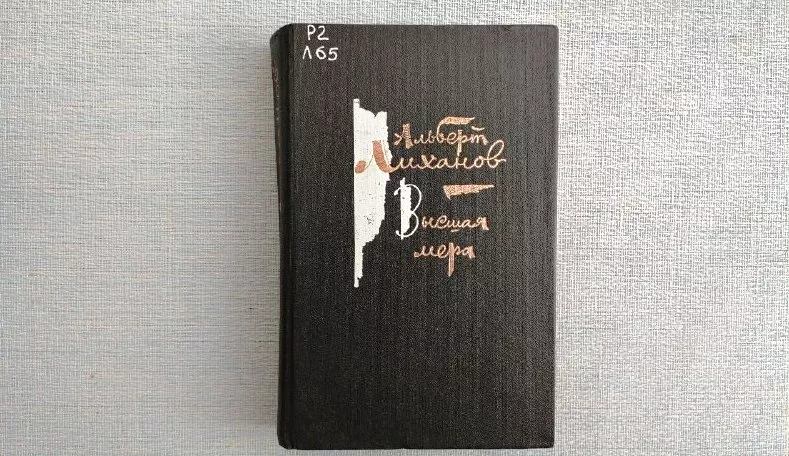 Р2
Л65
Альберт
Лиханов
Высшая
мера